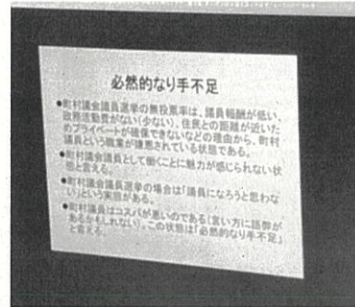 必然的なり手不足
●町村議会議員選挙の無投票率は、議員報酬が低い、
政務活動費がない(少ない)、住民との距離が近いた
めプライベートが確保できないなどの理由から、町村
議員という職業が嫌悪されている状態である。
●町村議会議員として働くことに魅力が感じられない状
態と言える。
●町村議会議員選挙の場合は「議員になろうと思わな
い」という実態がある。
●町村議員はコスパが悪いのである(言い方に語弊が
あるかもしれない)。この状態は「必然的なり手不足」
と言える。